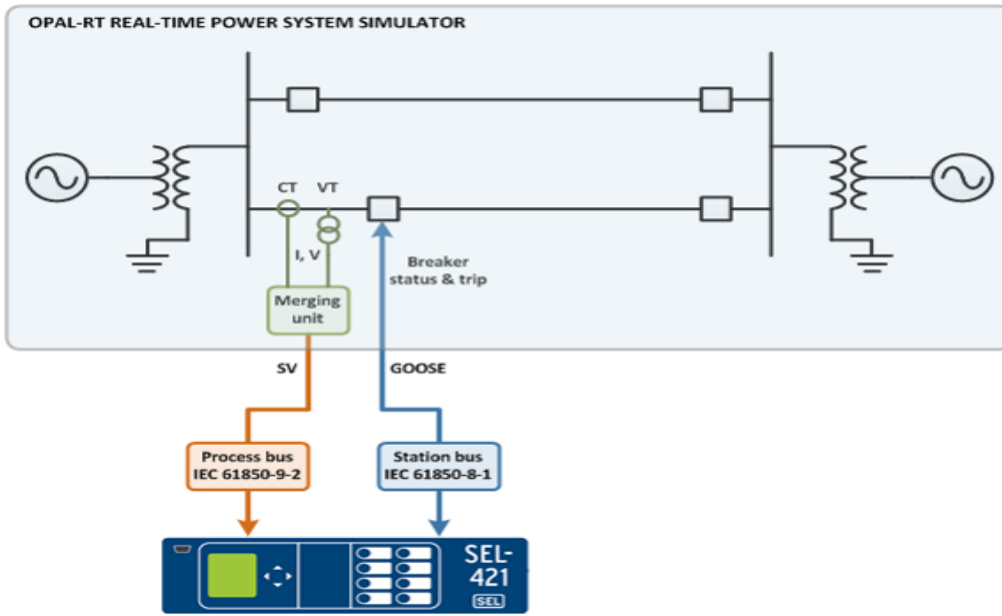 OPAL-RT REAL-TIME POWER SYSTEM SIMULATOR
CT VT
I, V
Breaker
status & trip
Merging
unit
SV
GOOSE
Process bus
IEC 61850-9-2
Station bus
IEC 61850-8-1
SEL-
421
SEL